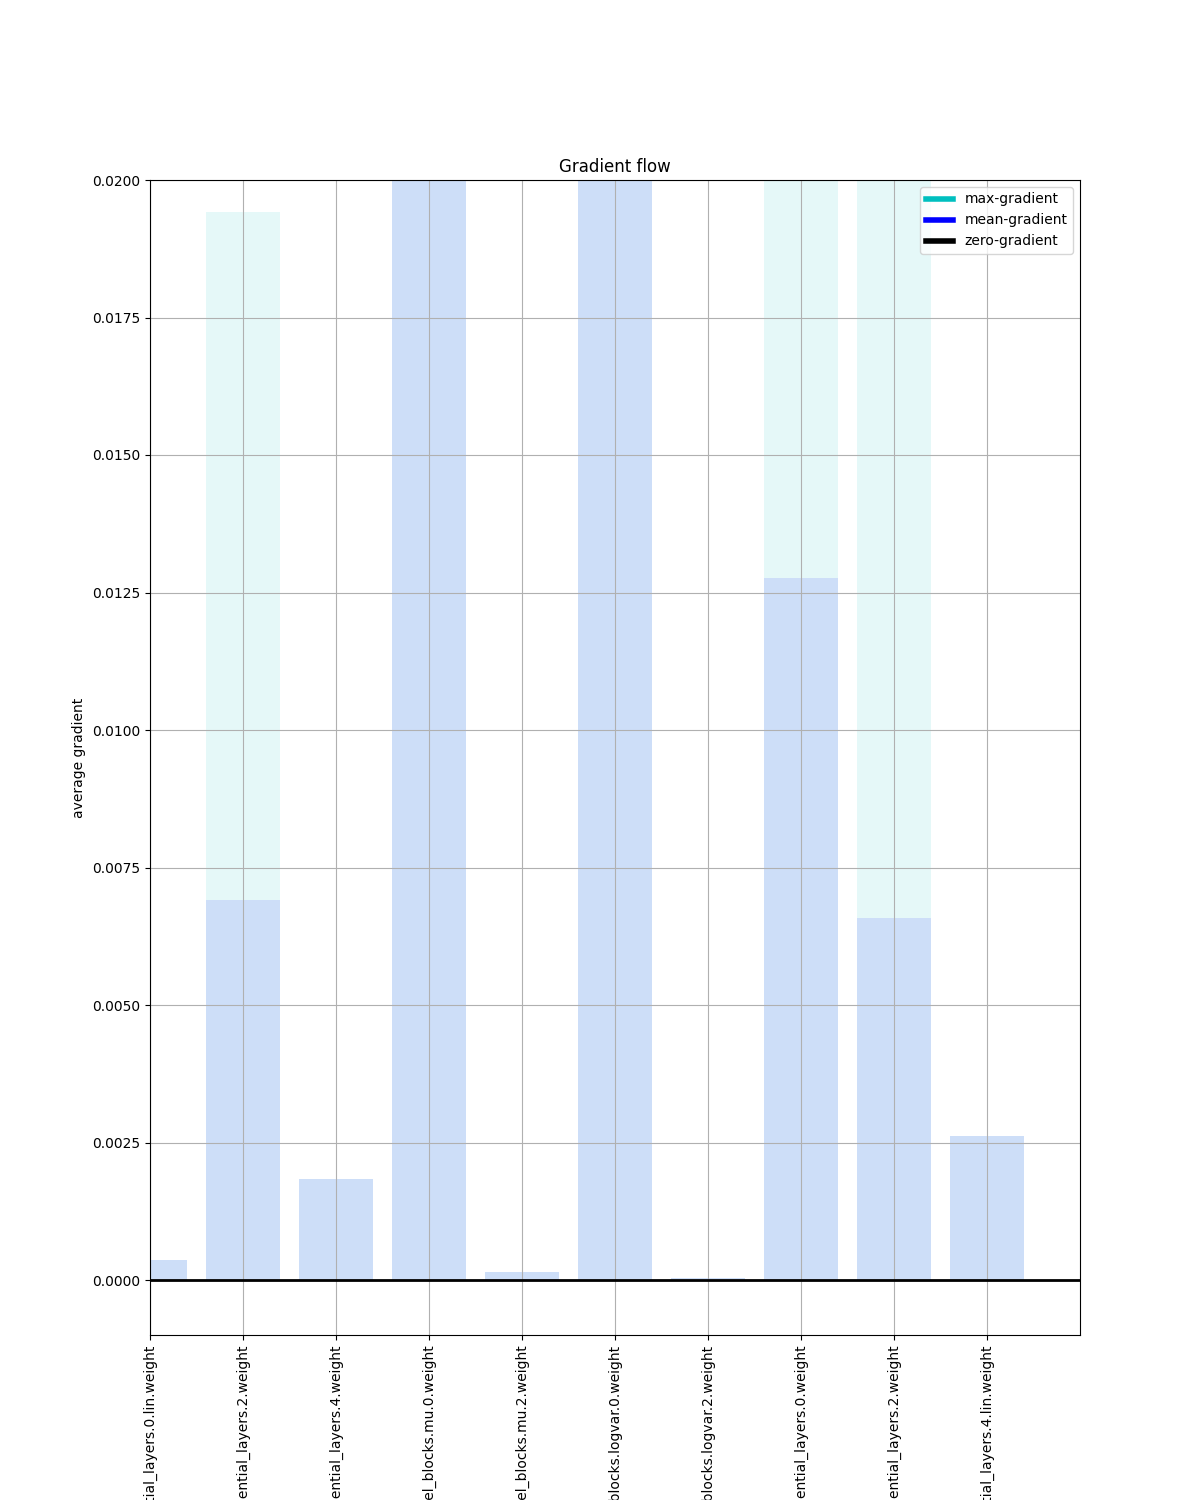 Gradient flow
max-gradient
mean-gradient
zero-gradient
0.0200
0.0175
0.0150
0.0125
0.0100
0.0075
0.0050
0.0025
0.0000
average gradient
tial_layers.0.lin.weight
ential_layers.2.weight
ential_layers.4.weight
el_blocks.mu.0.weight
el_blocks.mu.2.weight
blocks.logvar.0.weight
blocks.logvar.2.weight
ential_layers.0.weight
ential_layers.2.weight
tial_layers.4.lin.weight